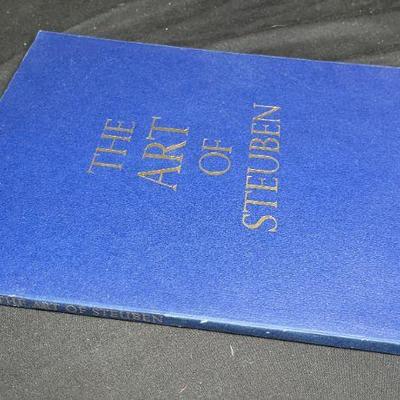 THE
ART
OF
STEUBEN
THE ART OF STEUBEN